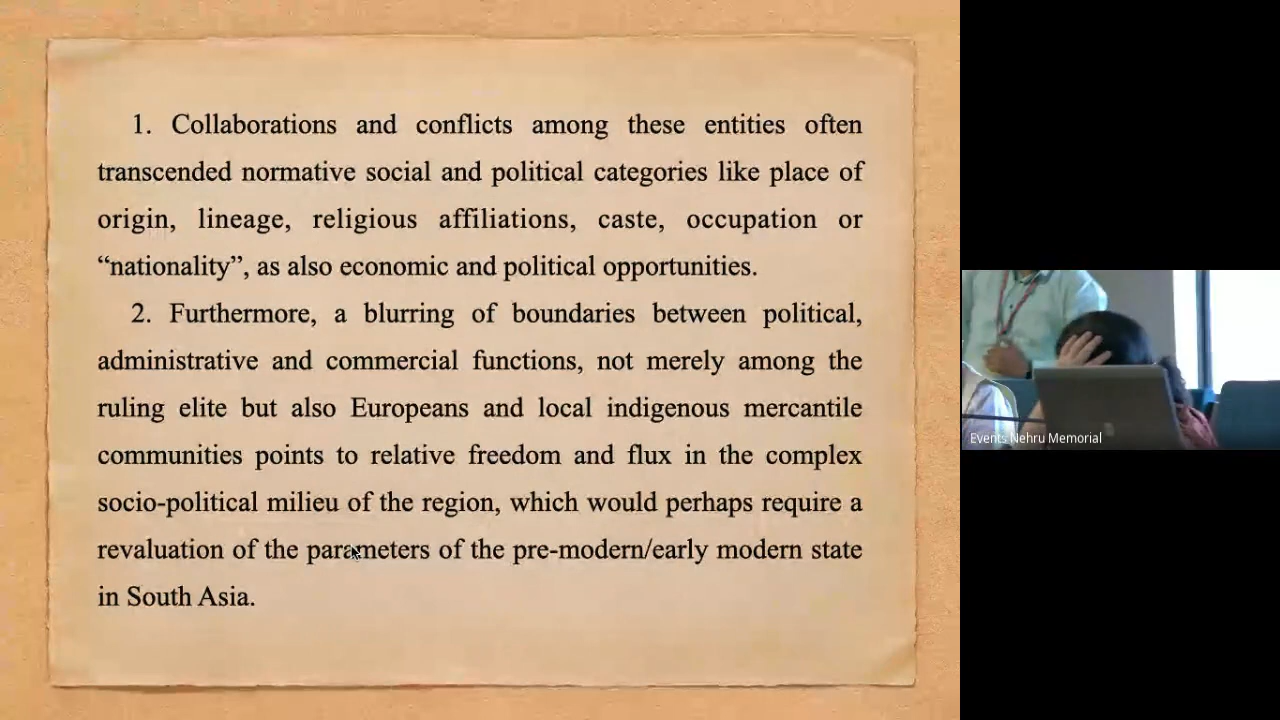 1. Collaborations and conflicts among these entities often
transcended normative social and political categories like place of
origin, lineage, religious affiliations, caste, occupation or
“nationality”, as also economic and political opportunities.
2. Furthermore, a blurring of boundaries between political,
administrative and commercial functions, not merely among the
ruling elite but also Europeans and local indigenous mercantile
communities points to relative freedom and flux in the complex
socio-political milieu of the region, which would perhaps require a
revaluation of the parameters of the pre-modern/early modern state
in South Asia.
Events Nehru Memorial